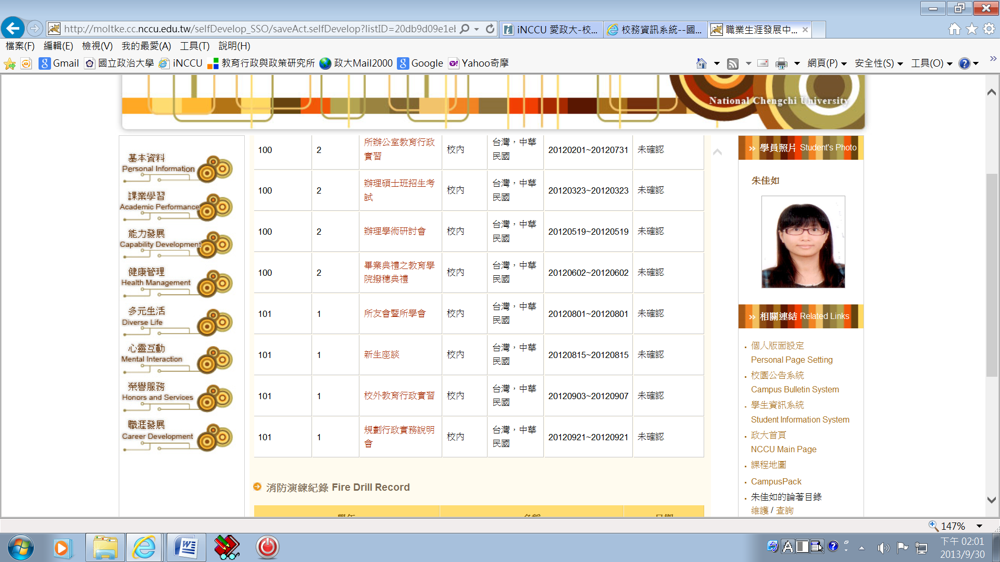 http://moltke.cc.nccu.edu.tw/selfDevelop_SSO/saveAct.selfDevelop?listID=20db9d09e1el
iNCCU 愛政大-校...
校務資訊系統--國...
職業生涯發展中...
檔案(F) 編輯(E) 檢視(V) 我的最愛(A) 工具(T) 說明(H)
Gmail 國立政治大學 iNCCU 教育行政與政策研究所 政大Mail2000 Google Yahoo奇摩
網頁(P) 安全性(S) 工具(O)
National Chengchi University
基本資料
Personal Information
課業學習
Academic Performance
能力發展
Capability Development
健康管理
Health Management
多元生活
Diverse Life
心靈互動
Mental Interaction
榮譽服務
Honors and Services
職涯發展
Career Development
100 2 所辦公室教育行政實習 校內 台灣，中華民國 20120201~20120731 未確認
100 2 辦理碩士班招生考試 校內 台灣，中華民國 20120323~20120323 未確認
100 2 辦理學術研討會 校內 台灣，中華民國 20120519~20120519 未確認
100 2 畢業典禮之教育學院撥穗典禮 校內 台灣，中華民國 20120602~20120602 未確認
101 1 所友會暨所學會 校內 台灣，中華民國 20120801~20120801 未確認
101 1 新生座談 校內 台灣，中華民國 20120815~20120815 未確認
101 1 校外教育行政實習 校內 台灣，中華民國 20120903~20120907 未確認
101 1 規劃行政實務說明會 校內 台灣，中華民國 20120921~20120921 未確認
消防演練紀錄 Fire Drill Record
學年 名稱 日期
學員照片 Student's Photo
朱佳如
相關連結 Related Links
個人版面設定
Personal Page Setting
校園公告系統
Campus Bulletin System
學生資訊系統
Student Information System
政大首頁
NCCU Main Page
課程地圖
CampusPack
朱佳如的論著目錄
維護 / 查詢
147%
下午 02:01
2013/9/30